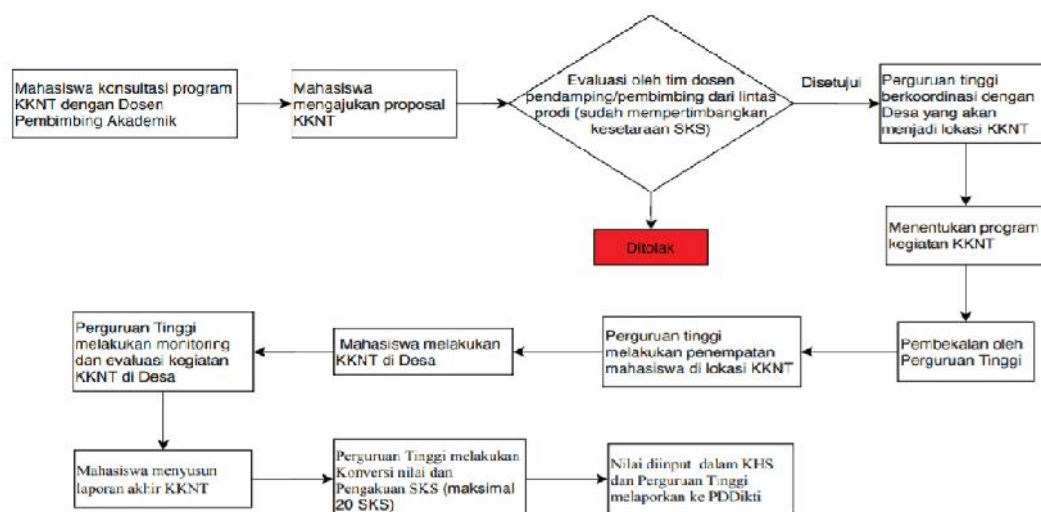 Mahasiswa konsultasi program
KKNT dengan Dosen
Pembimbing Akademik
Mahasiswa
mengajukan proposal
KKNT
Evaluasi oleh tim dosen
pendamping/pembimbing dari lintas
prodi (sudah mempertimbangkan
kesetaraan SKS)
Disetujui
Perguruan tinggi
berkoordinasi dengan
Desa yang akan
menjadi lokasi KKNT
Ditolak
Menentukan program
kegiatan KKNT
Pembekalan oleh
Perguruan Tinggi
Perguruan tinggi
melakukan penempatan
mahasiswa di lokasi KKNT
Mahasiswa melakukan
KKNT di Desa
Perguruan Tinggi
melakukan monitoring
dan evaluasi kegiatan
KKNT di Desa
Mahasiswa menyusun
laporan akhir KKNT
Perguruan Tinggi melakukan
Konversi nilai dan
Pengakuan SKS (maksimal
20 SKS)
Nilai diinput dalam KHS
dan Perguruan Tinggi
melaporkan ke PDDikti